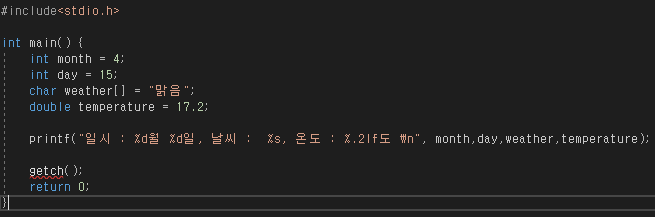 #include<stdio.h>
int main() {
int month = 4;
int day = 15;
char weather[] = "맑음";
double temperature = 17.2;
printf("일시 : %d월 %d일, 날씨 :  %s, 온도 : %.2lf도 ₩n", month,day,weather,temperature);
getch();
return 0;
}